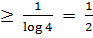 ≥ 1/log 4 = 1/2